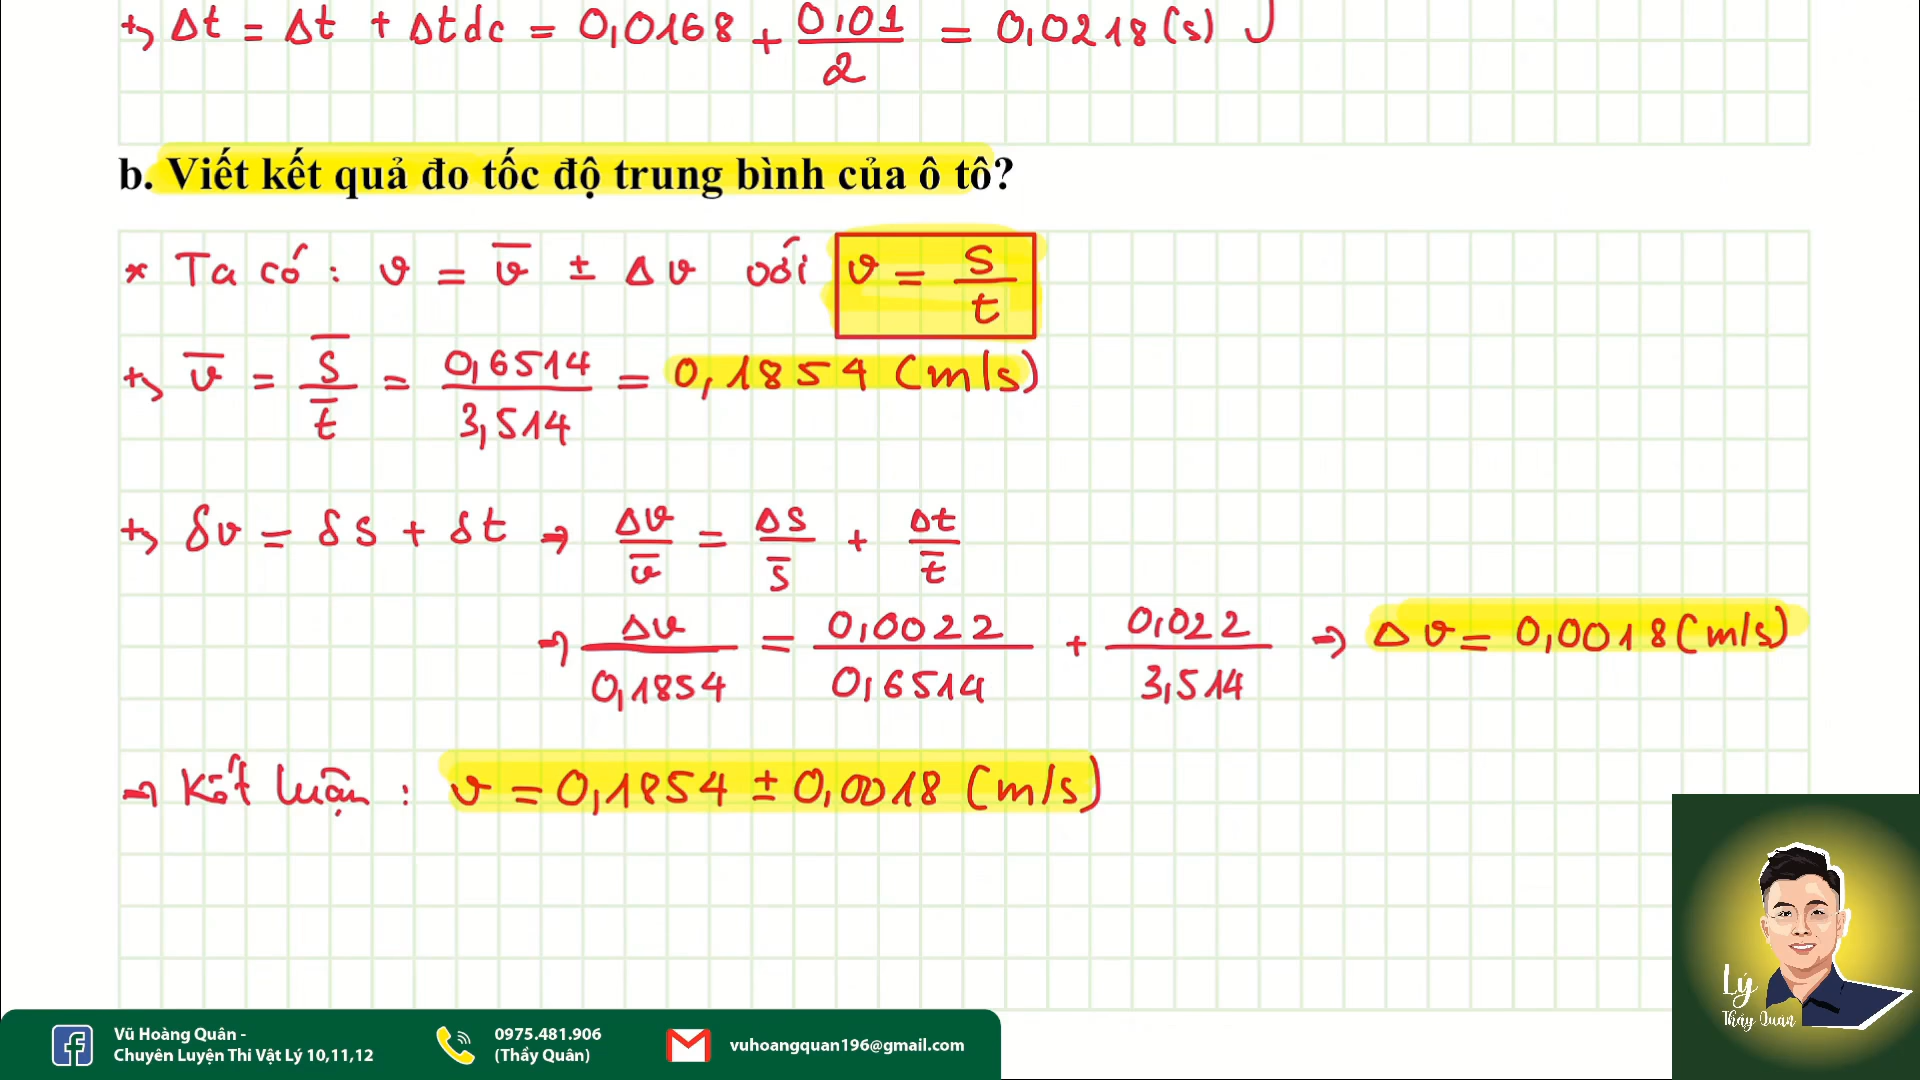 ↳ Δt = Δt + Δtdc = 0,0168 + 0,01/2 = 0,0218 (s)
b. Viết kết quả đo tốc độ trung bình của ô tô?
* Ta có : v = v̅ ± Δv với v = s/t
↳ v̅ = s̅/t̅ = 0,6514/3,514 = 0,1854 (m/s)
↳ δv = δs + δt → Δv/v̅ = Δs/s̅ + Δt/t̅
→ Δv/0,1854 = 0,0022/0,6514 + 0,022/3,514 → Δv = 0,0018 (m/s)
→ Kết luận : v = 0,1854 ± 0,0018 (m/s)
Lý
Thầy Quân
Vũ Hoàng Quân -
Chuyên Luyện Thi Vật Lý 10,11,12
0975.481.906
(Thầy Quân)
vuhoangquan196@gmail.com